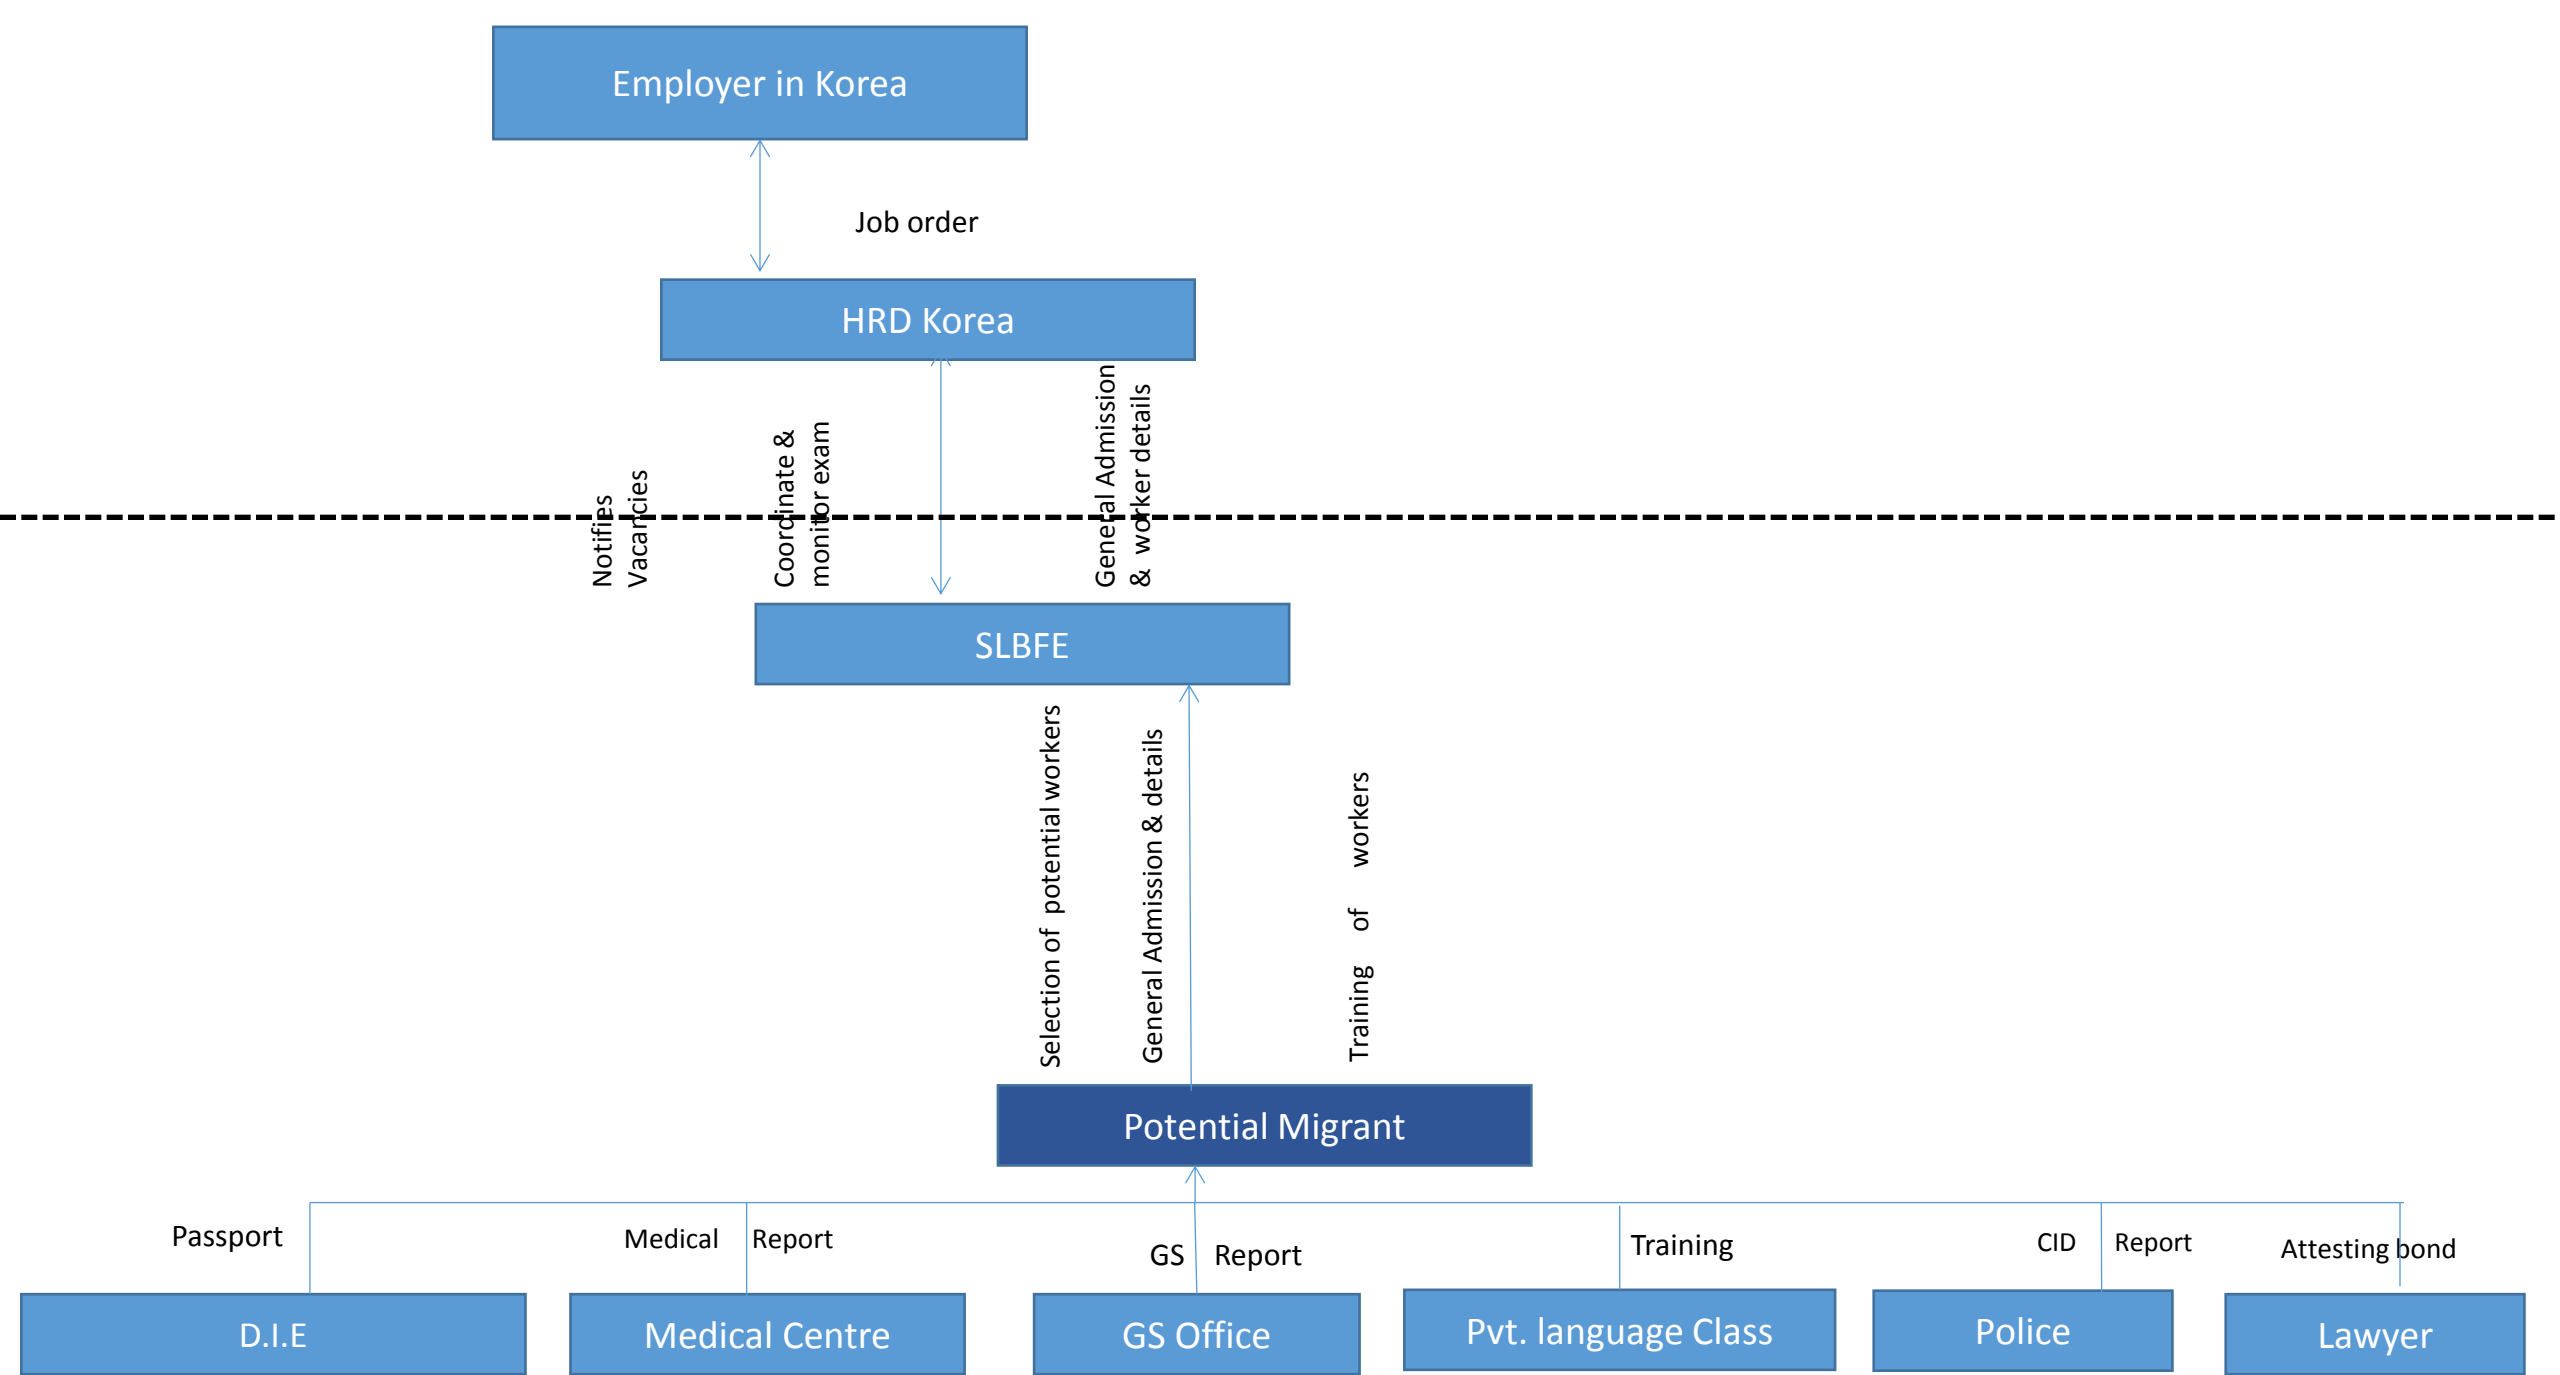 Employer in Korea
Job order
HRD Korea
Notifies
Vacancies
Coordinate &
monitor exam
General Admission
& worker details
SLBFE
Selection of potential workers
General Admission & details
Training of workers
Potential Migrant
Passport
Medical Report
GS Report
Training
CID Report
Attesting bond
D.I.E
Medical Centre
GS Office
Pvt. language Class
Police
Lawyer